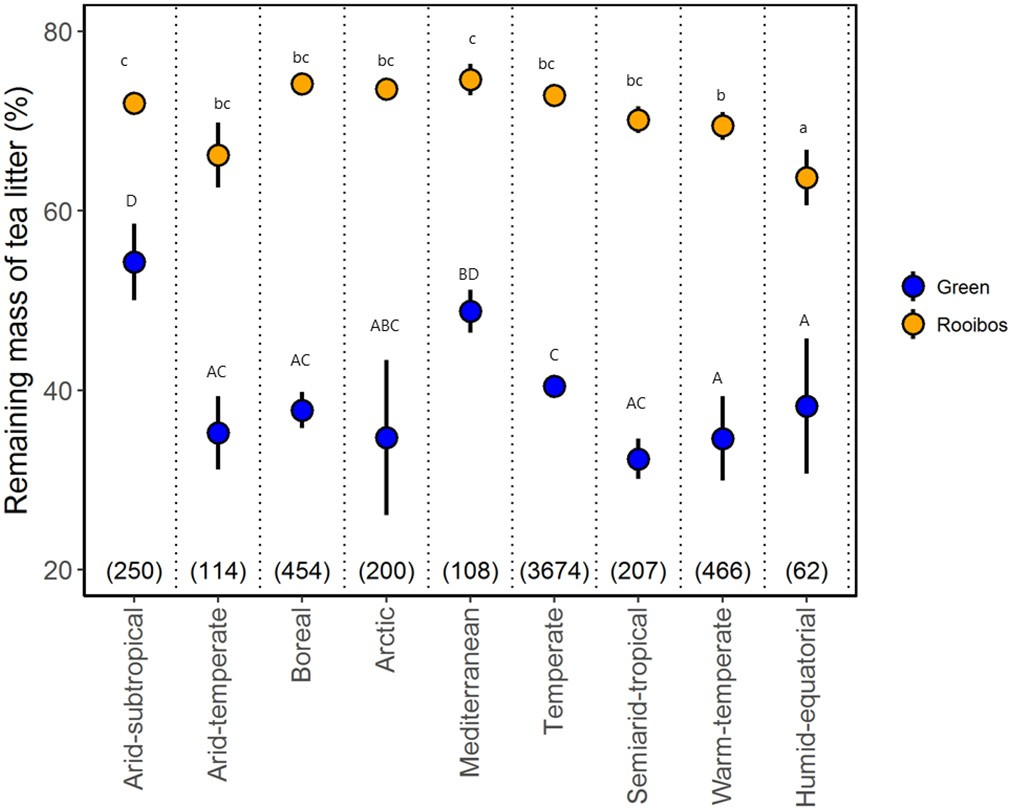 Remaining mass of tea litter (%)
80
60
40
20
c
bc
bc
bc
c
bc
bc
b
a
D
AC
AC
ABC
BD
C
AC
A
A
(250)
(114)
(454)
(200)
(108)
(3674)
(207)
(466)
(62)
Arid-subtropical
Arid-temperate
Boreal
Arctic
Mediterranean
Temperate
Semiarid-tropical
Warm-temperate
Humid-equatorial
Green
Rooibos